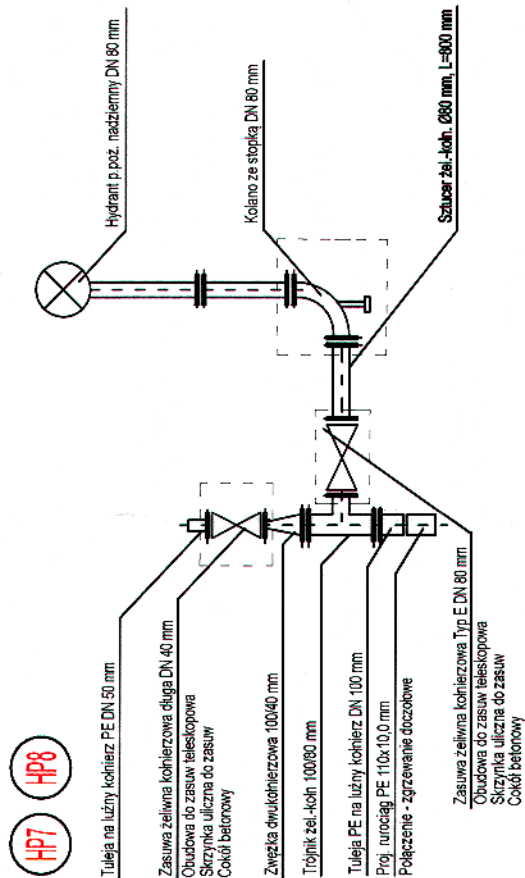 HP7
HP8
Tuleja na luźny kołnierz PE DN 50 mm
Zasuwa żeliwna kołnierzowa długa DN 40 mm
Obudowa do zasuw teleskopowa
Skrzynka uliczna do zasuw
Cokół betonowy
Zwężka dwukołnierzowa 100/40 mm
Trójnik żel.-kołn 100/80 mm
Tuleja PE na luźny kołnierz DN 100 mm
Proj. rurociąg PE 110x10,0 mm
Połączenie - zgrzewanie doczołowe
Zasuwa żeliwna kołnierzowa Typ E DN 80 mm
Obudowa do zasuw teleskopowa
Skrzynka uliczna do zasuw
Cokół betonowy
Hydrant p.poż. nadziemny DN 80 mm
Kolano ze stopką DN 80 mm
Sztucer żel.-kołn. Ø80 mm, L=800 mm